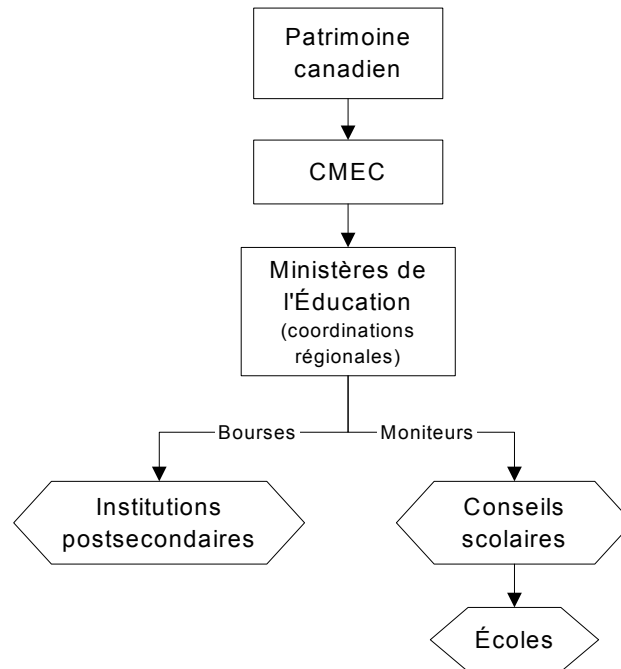 Patrimoine
canadien
CMEC
Ministères de
l'Éducation
(coordinations
régionales)
Bourses
Moniteurs
Institutions
postsecondaires
Conseils
scolaires
Écoles